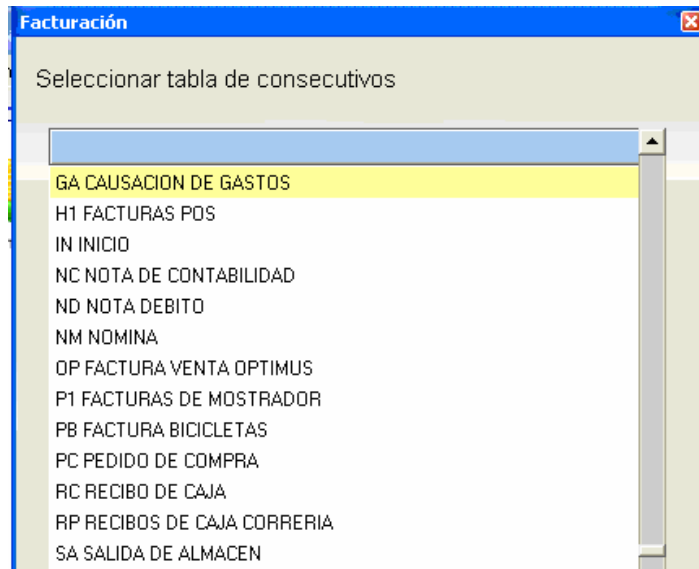 Facturación
Seleccionar tabla de consecutivos
GA CAUSACION DE GASTOS
H1 FACTURAS POS
IN INICIO
NC NOTA DE CONTABILIDAD
ND NOTA DEBITO
NM NOMINA
OP FACTURA VENTA OPTIMUS
P1 FACTURAS DE MOSTRADOR
PB FACTURA BICICLETAS
PC PEDIDO DE COMPRA
RC RECIBO DE CAJA
RP RECIBOS DE CAJA CORRERIA
SA SALIDA DE ALMACEN